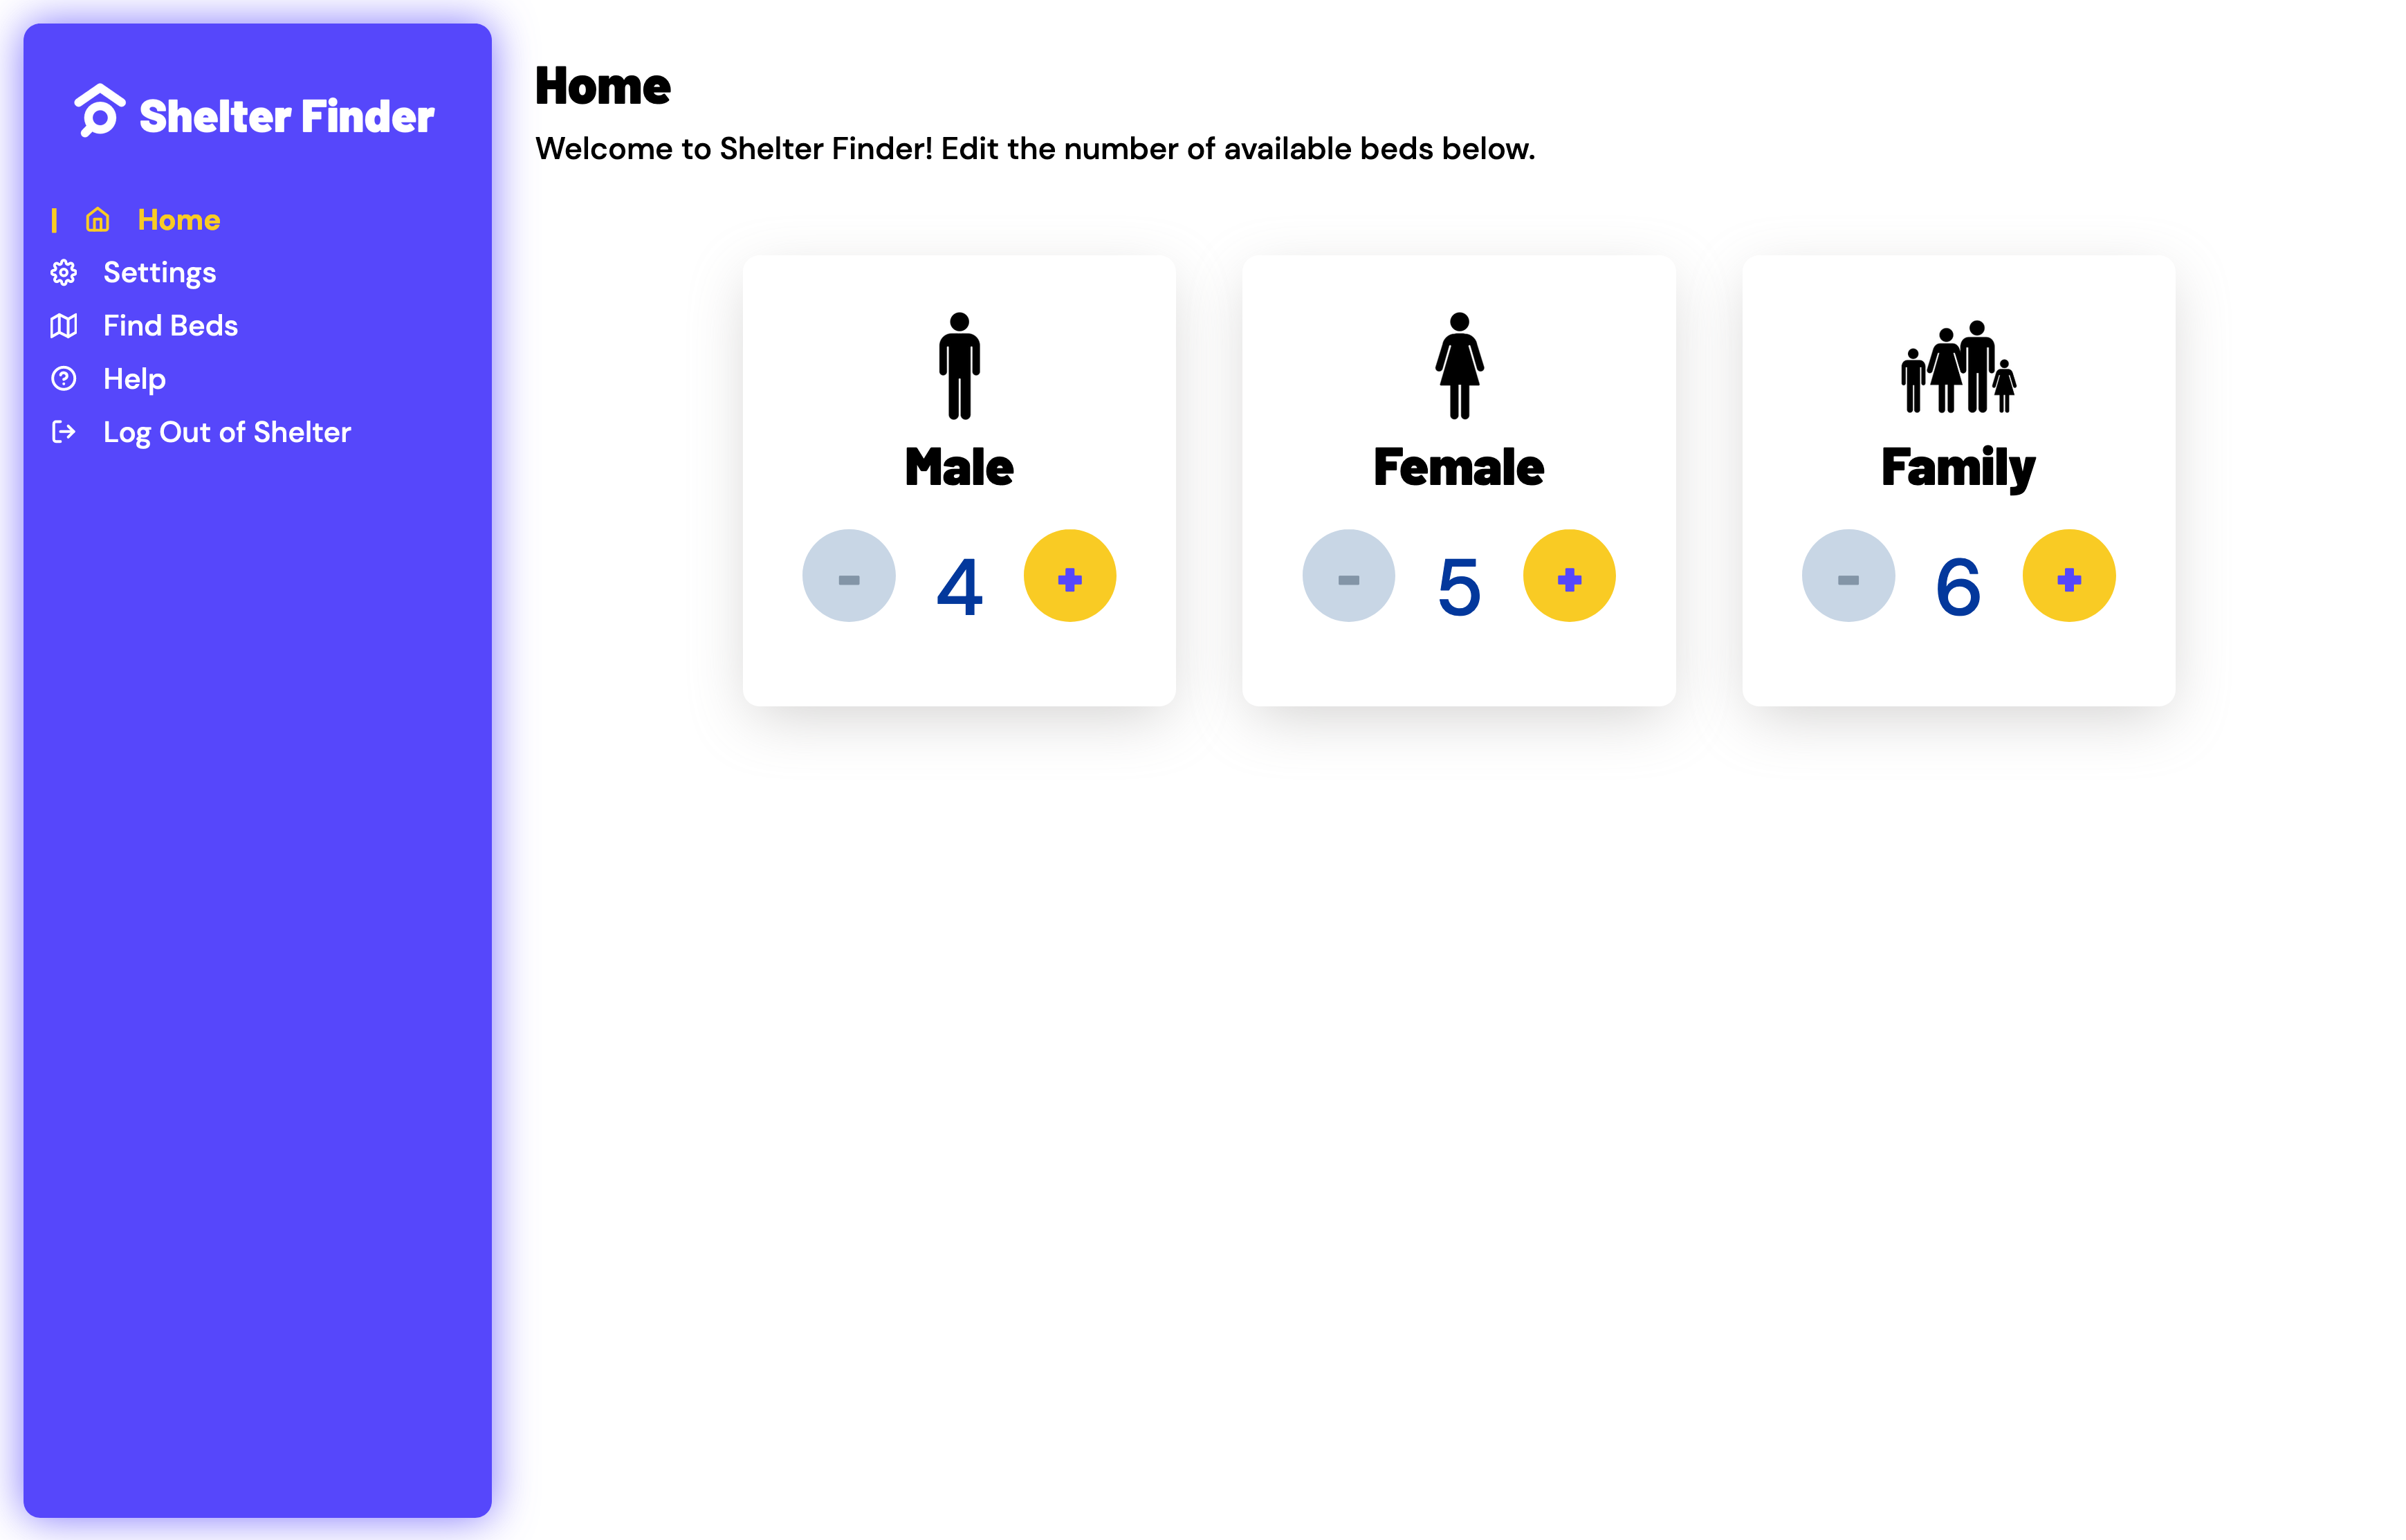 Shelter Finder
Home
Settings
Find Beds
Help
Log Out of Shelter
Home
Welcome to Shelter Finder! Edit the number of available beds below.
Male
- 4 +
Female
- 5 +
Family
- 6 +